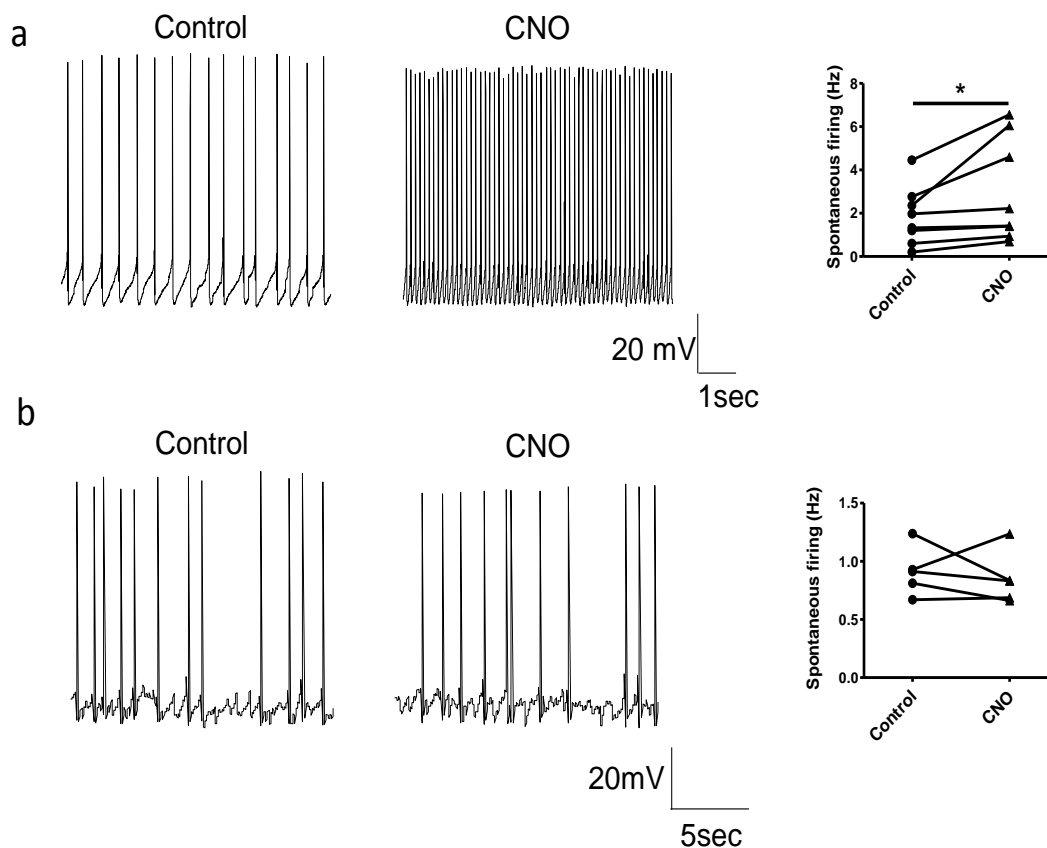 a
Control
CNO
20 mV
1sec
Spontaneous firing (Hz)
8
6
4
2
0
*
Control
CNO
b
Control
CNO
20mV
5sec
Spontaneous firing (Hz)
1.5
1.0
0.5
0.0
Control
CNO